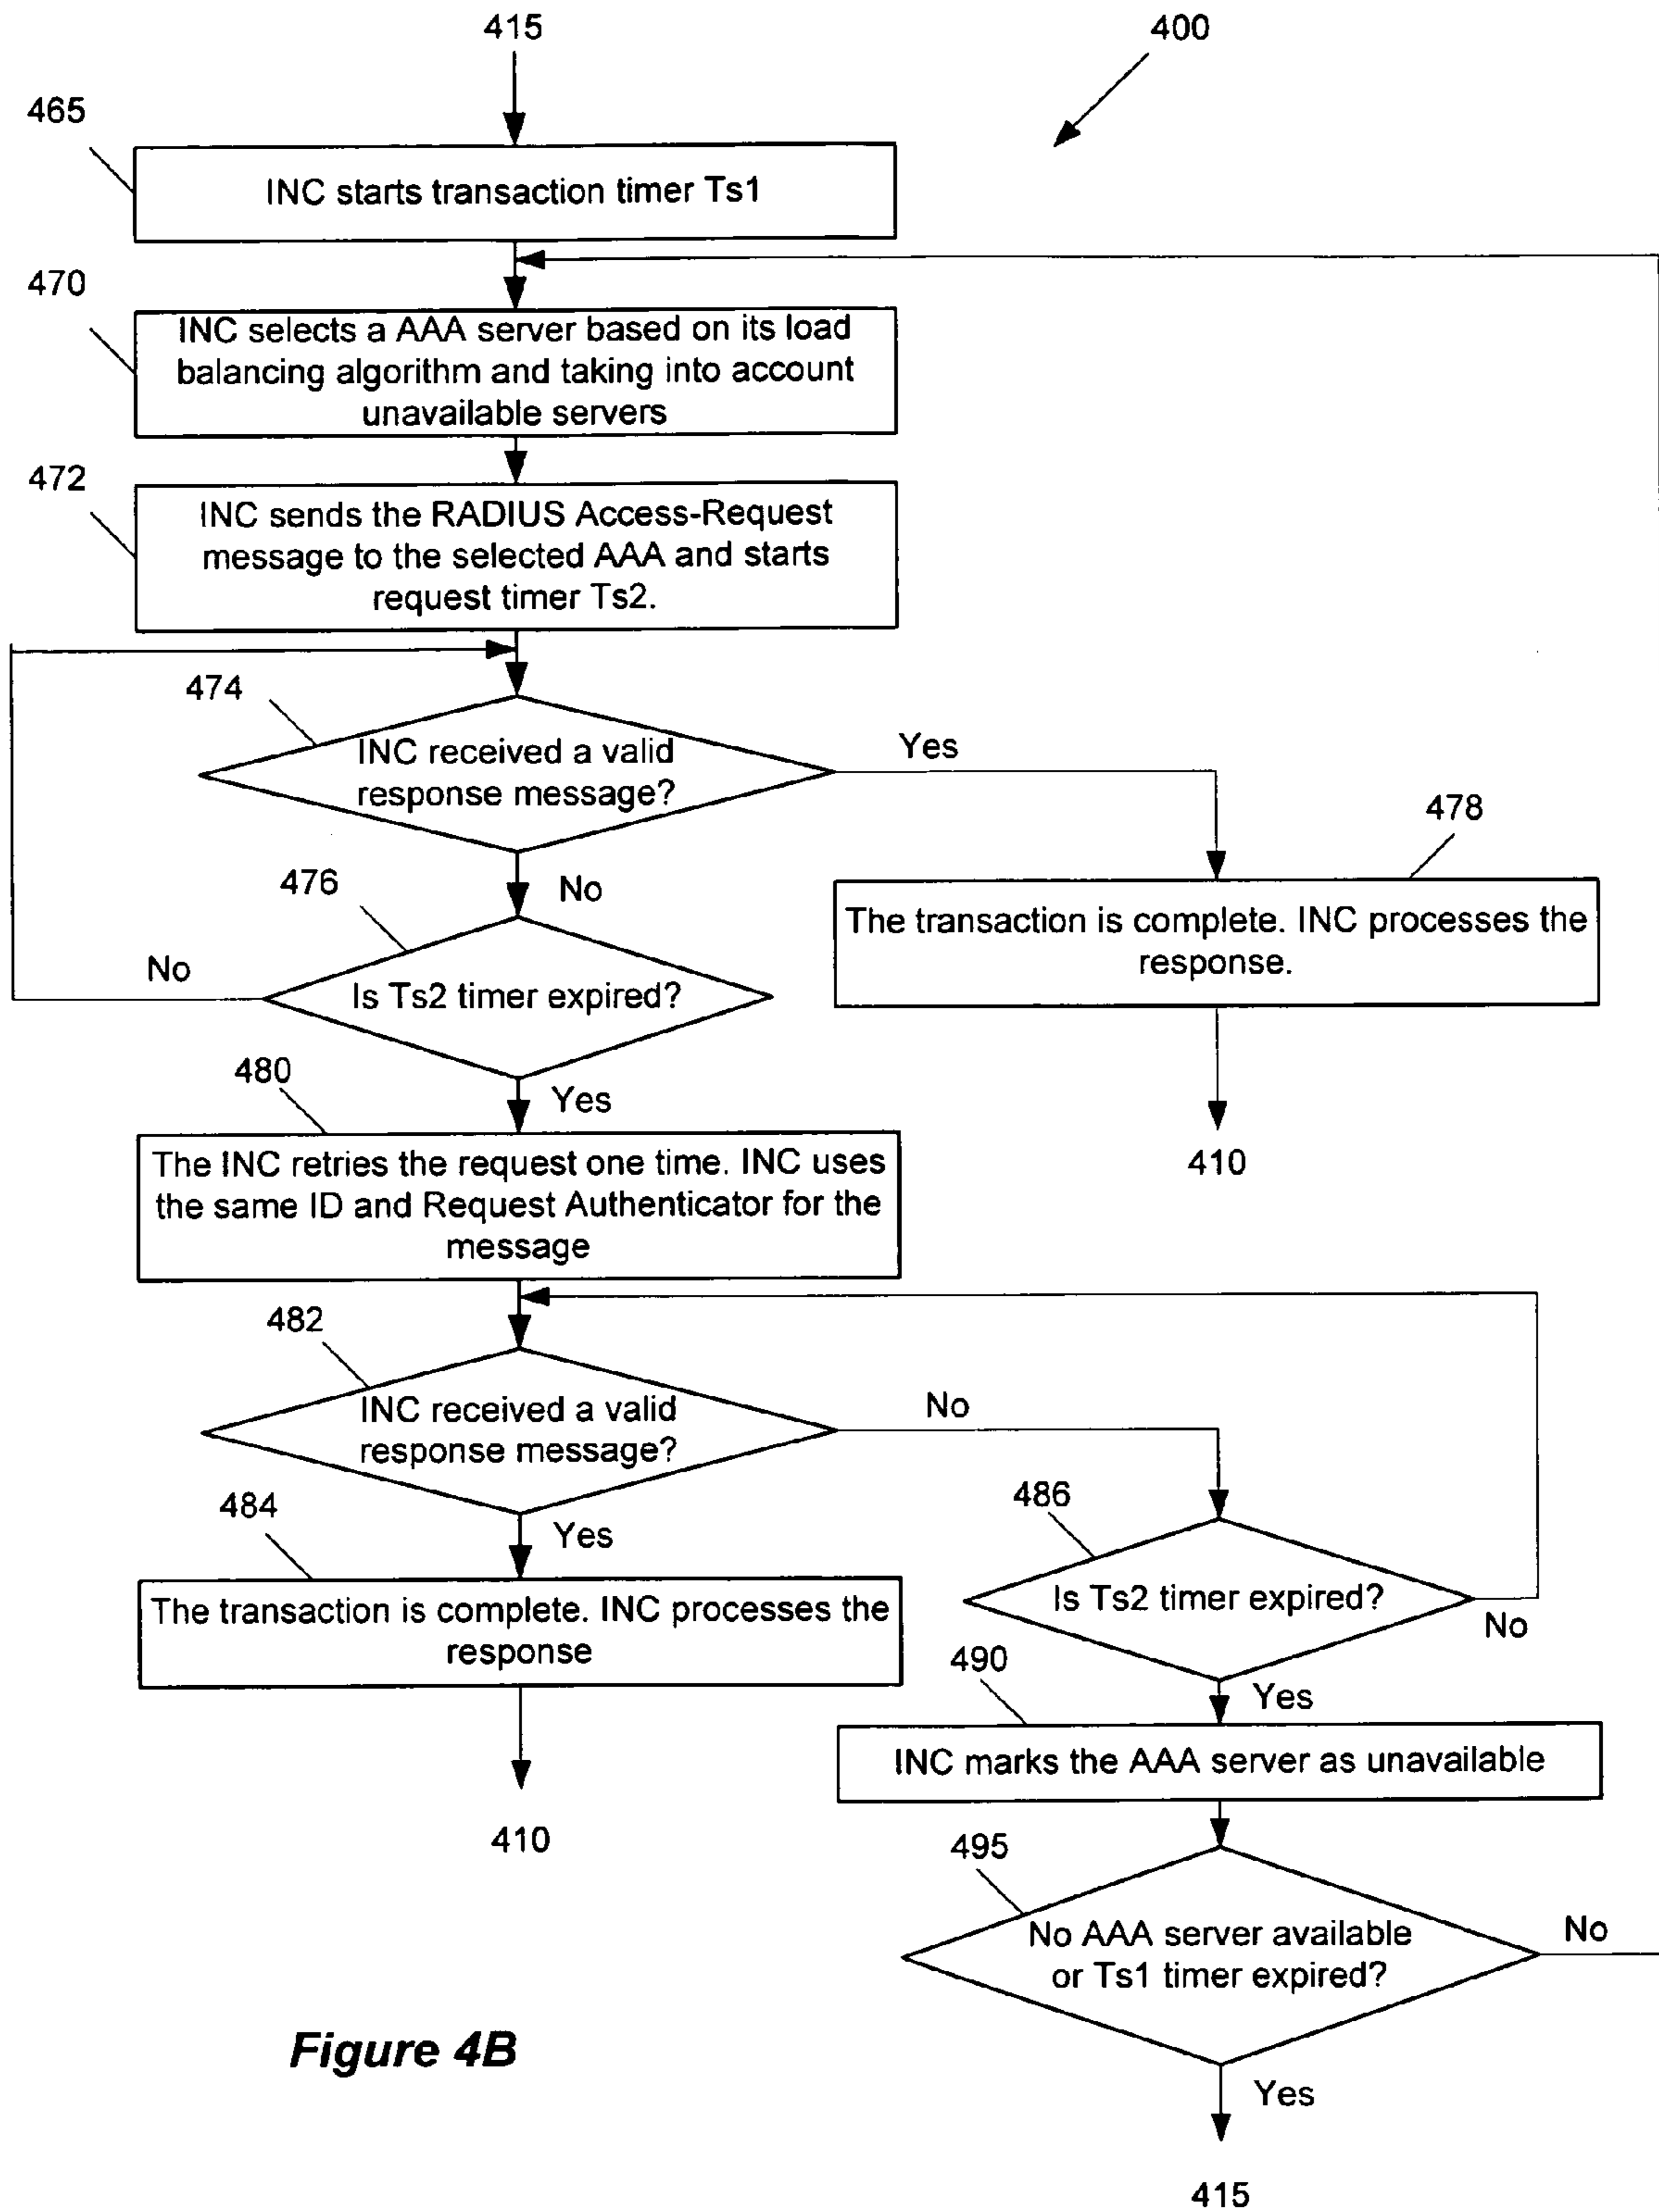 415
400
465
INC starts transaction timer Ts1
470
INC selects a AAA server based on its load
balancing algorithm and taking into account
unavailable servers
472
INC sends the RADIUS Access-Request
message to the selected AAA and starts
request timer Ts2.
474
INC received a valid
response message?
Yes
478
476
No
The transaction is complete. INC processes the
response.
No
Is Ts2 timer expired?
480
Yes
410
The INC retries the request one time. INC uses
the same ID and Request Authenticator for the
message
482
INC received a valid
response message?
No
484
Yes
486
Is Ts2 timer expired?
No
The transaction is complete. INC processes the
response
490
Yes
INC marks the AAA server as unavailable
410
495
No AAA server available
or Ts1 timer expired?
No
Figure 4B
Yes
415